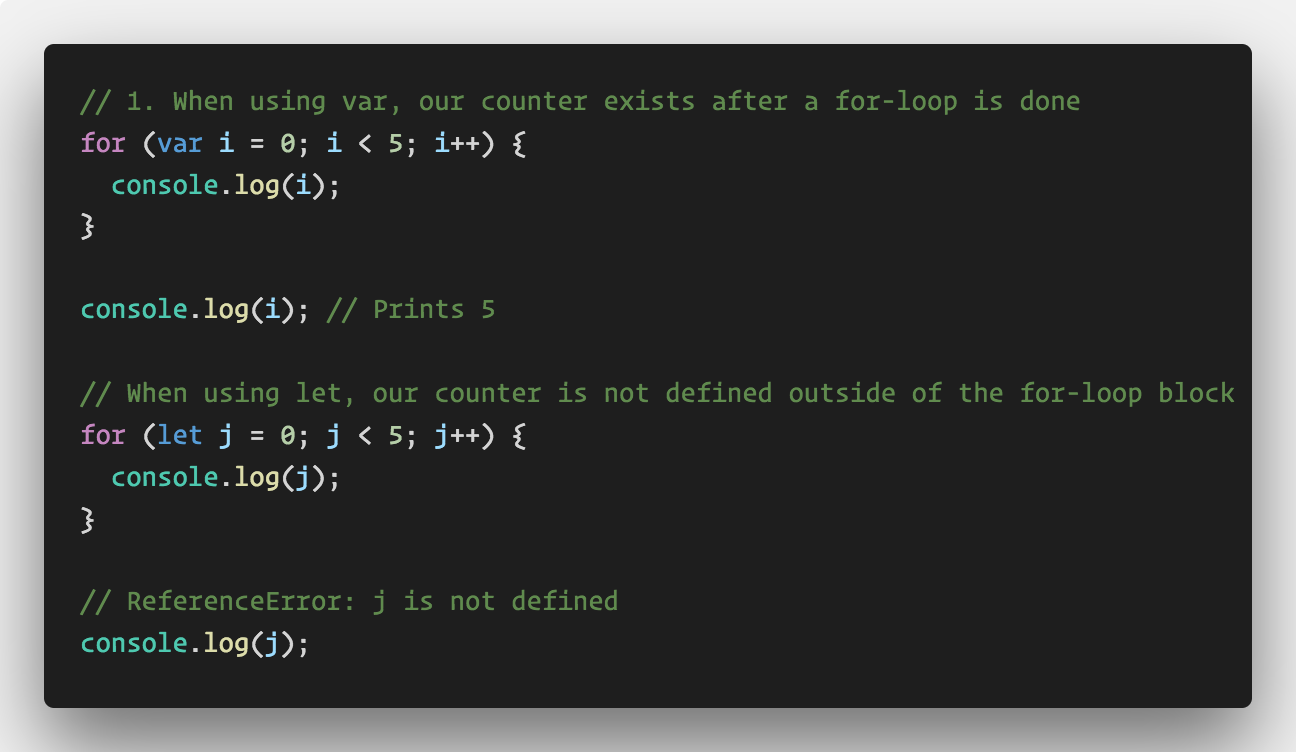 // 1. When using var, our counter exists after a for-loop is done
for (var i = 0; i < 5; i++) {
  console.log(i);
}

console.log(i); // Prints 5

// When using let, our counter is not defined outside of the for-loop block
for (let j = 0; j < 5; j++) {
  console.log(j);
}

// ReferenceError: j is not defined
console.log(j);